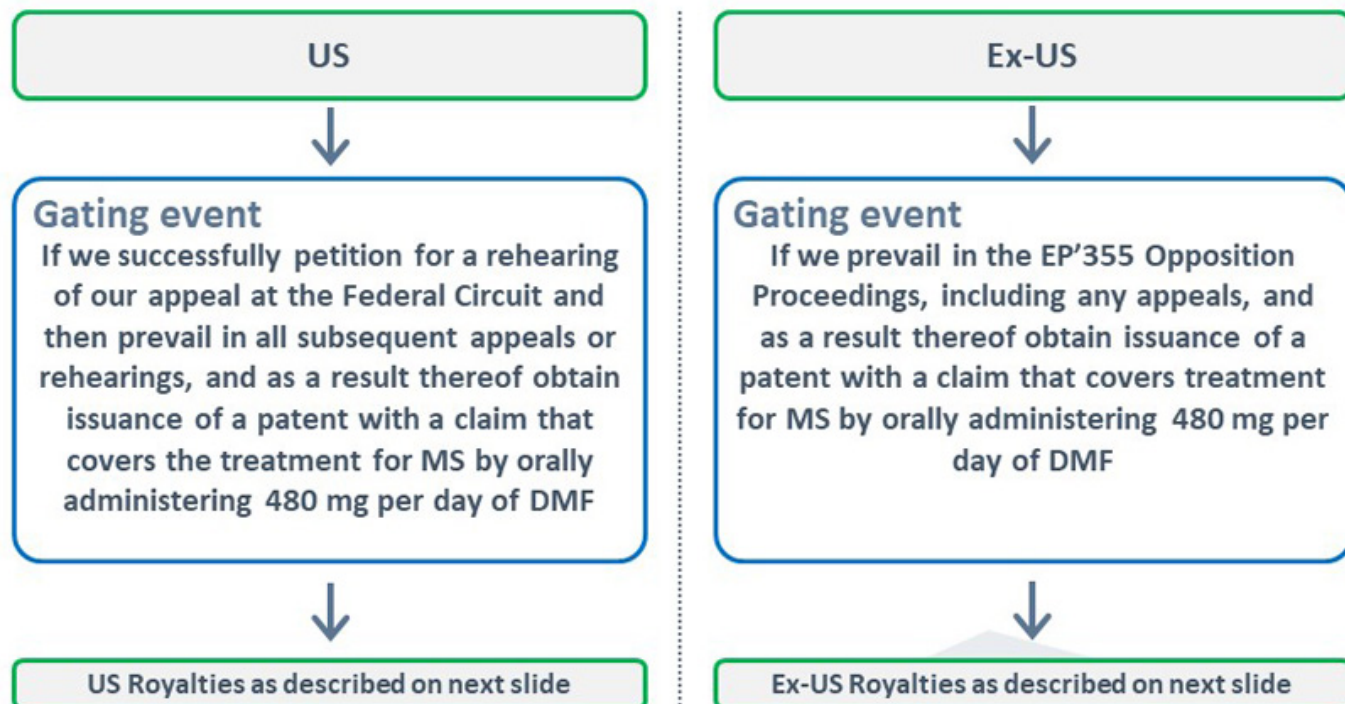 US
Gating event
If we successfully petition for a rehearing
of our appeal at the Federal Circuit and
then prevail in all subsequent appeals or
rehearings, and as a result thereof obtain
issuance of a patent with a claim that
covers the treatment for MS by orally
administering 480 mg per day of DMF
US Royalties as described on next slide
Ex-US
Gating event
If we prevail in the EP'355 Opposition
Proceedings, including any appeals, and
as a result thereof obtain issuance of a
patent with a claim that covers treatment
for MS by orally administering 480 mg per
day of DMF
Ex-US Royalties as described on next slide